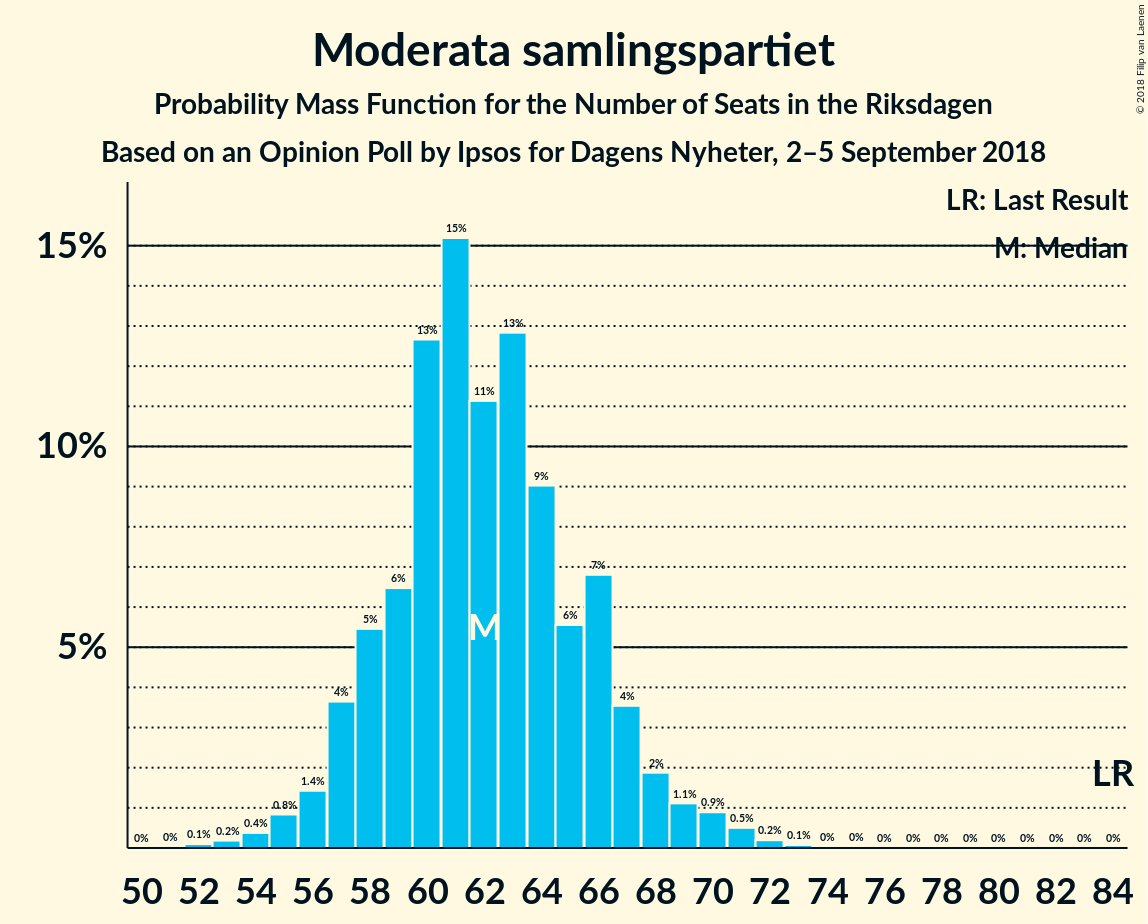 Moderata samlingspartiet
Probability Mass Function for the Number of Seats in the Riksdagen
Based on an Opinion Poll by Ipsos for Dagens Nyheter, 2–5 September 2018
© 2018 Filip van Laenen
LR: Last Result
M: Median
15%
10%
5%
0% 0% 0.1% 0.2% 0.4% 0.8% 1.4% 4% 5% 6% 13% 15% 11% 13% 9% 6% 7% 4% 2% 1.1% 0.9% 0.5% 0.2% 0.1% 0% 0% 0% 0% 0% 0% 0% 0% 0% 0% 0%
M
LR
50 52 54 56 58 60 62 64 66 68 70 72 74 76 78 80 82 84